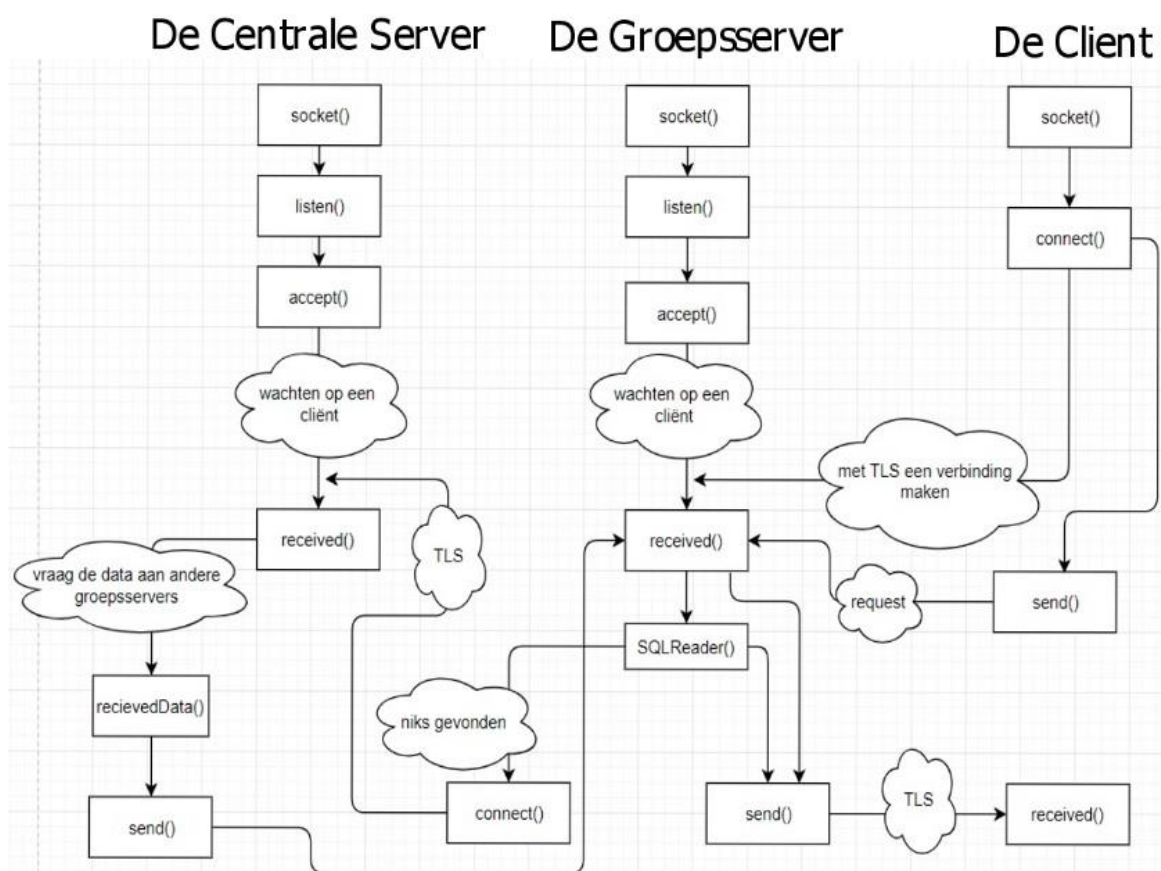 De Centrale Server
De Groepsserver
De Client
socket()
listen()
accept()
wachten op een
cliënt
received()
TLS
vraag de data aan andere
groepsservers
recievedData()
send()
socket()
listen()
accept()
wachten op een
cliënt
received()
SQLReader()
niks gevonden
connect()
send()
socket()
connect()
met TLS een verbinding
maken
send()
request
TLS
received()